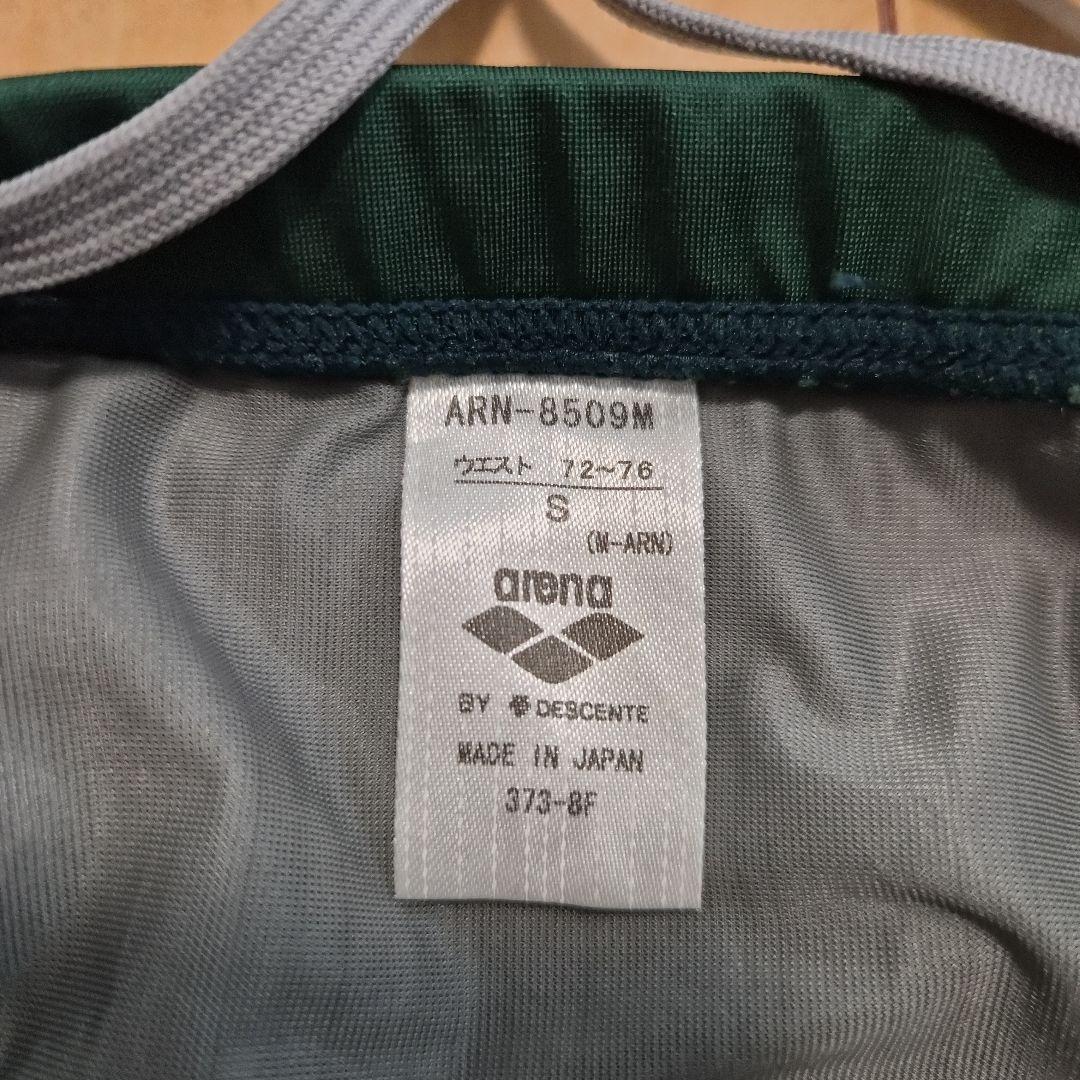 ARN-8509M
ウエスト 72~76
S
(M-ARN)
arena
BY DESCENTE
MADE IN JAPAN
373-8F